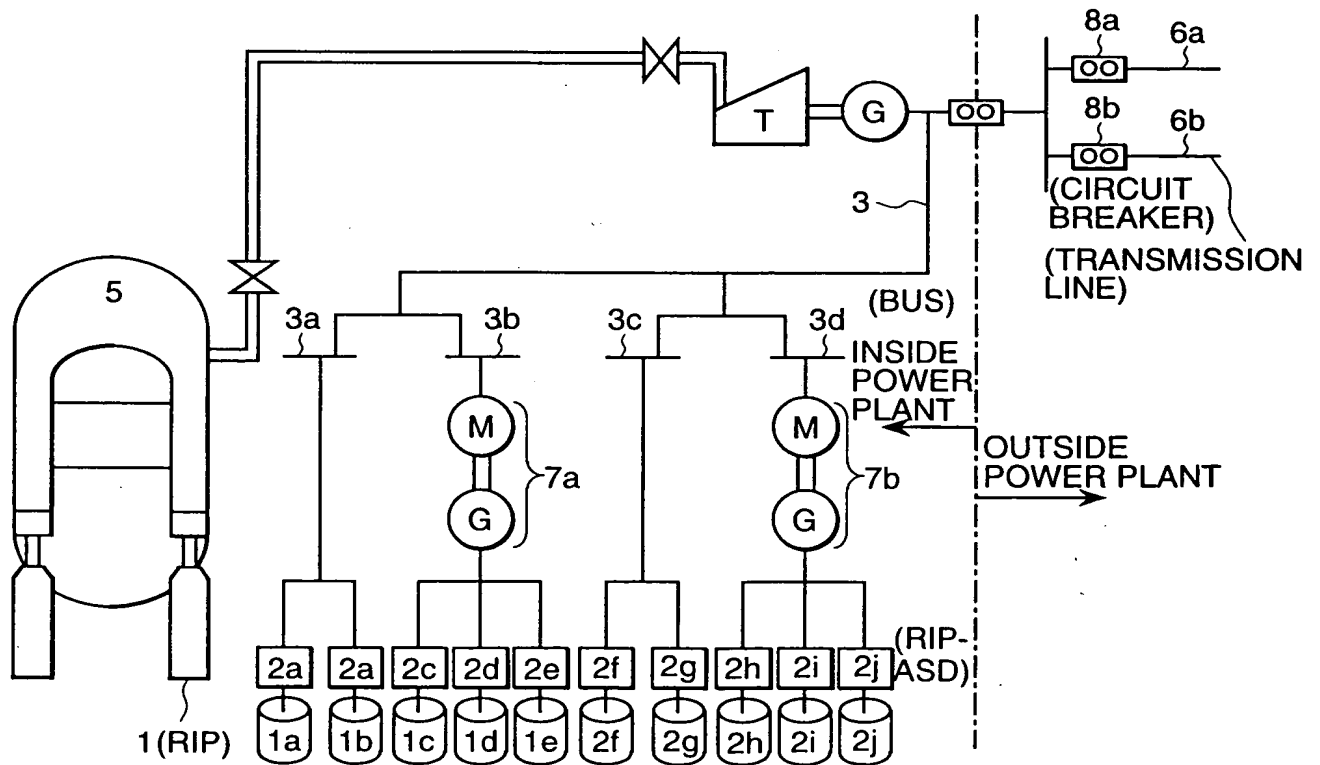 8a
6a
T
G
8b
6b
3
(CIRCUIT
BREAKER)
(TRANSMISSION
LINE)
5
(BUS)
3a
3b
3c
3d
INSIDE
POWER
PLANT
M
M
7a
7b
OUTSIDE
POWER PLANT
G
G
(RIP-
ASD)
2a 2a 2c 2d 2e 2f 2g 2h 2i 2j
1(RIP)
1a 1b 1c 1d 1e 2f 2g 2h 2i 2j